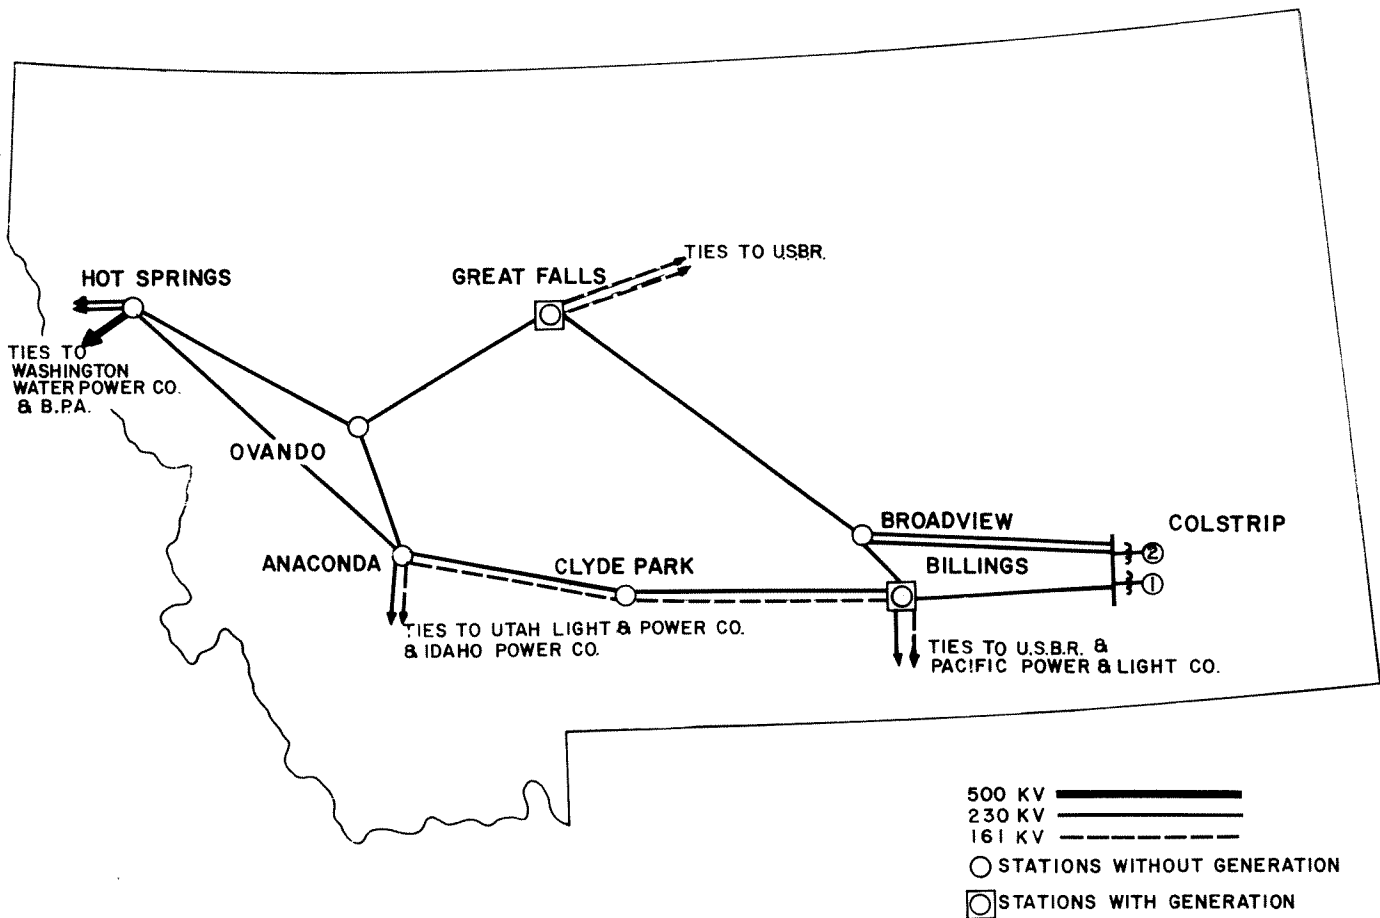 TIES TO U.S.B.R.
HOT SPRINGS
GREAT FALLS
TIES TO
WASHINGTON
WATER POWER CO.
& B.P.A.
OVANDO
BROADVIEW
COLSTRIP
2
ANACONDA
CLYDE PARK
BILLINGS
1
TIES TO UTAH LIGHT & POWER CO.
& IDAHO POWER CO.
TIES TO U.S.B.R. &
PACIFIC POWER & LIGHT CO.
500 KV
230 KV
161 KV
STATIONS WITHOUT GENERATION
STATIONS WITH GENERATION